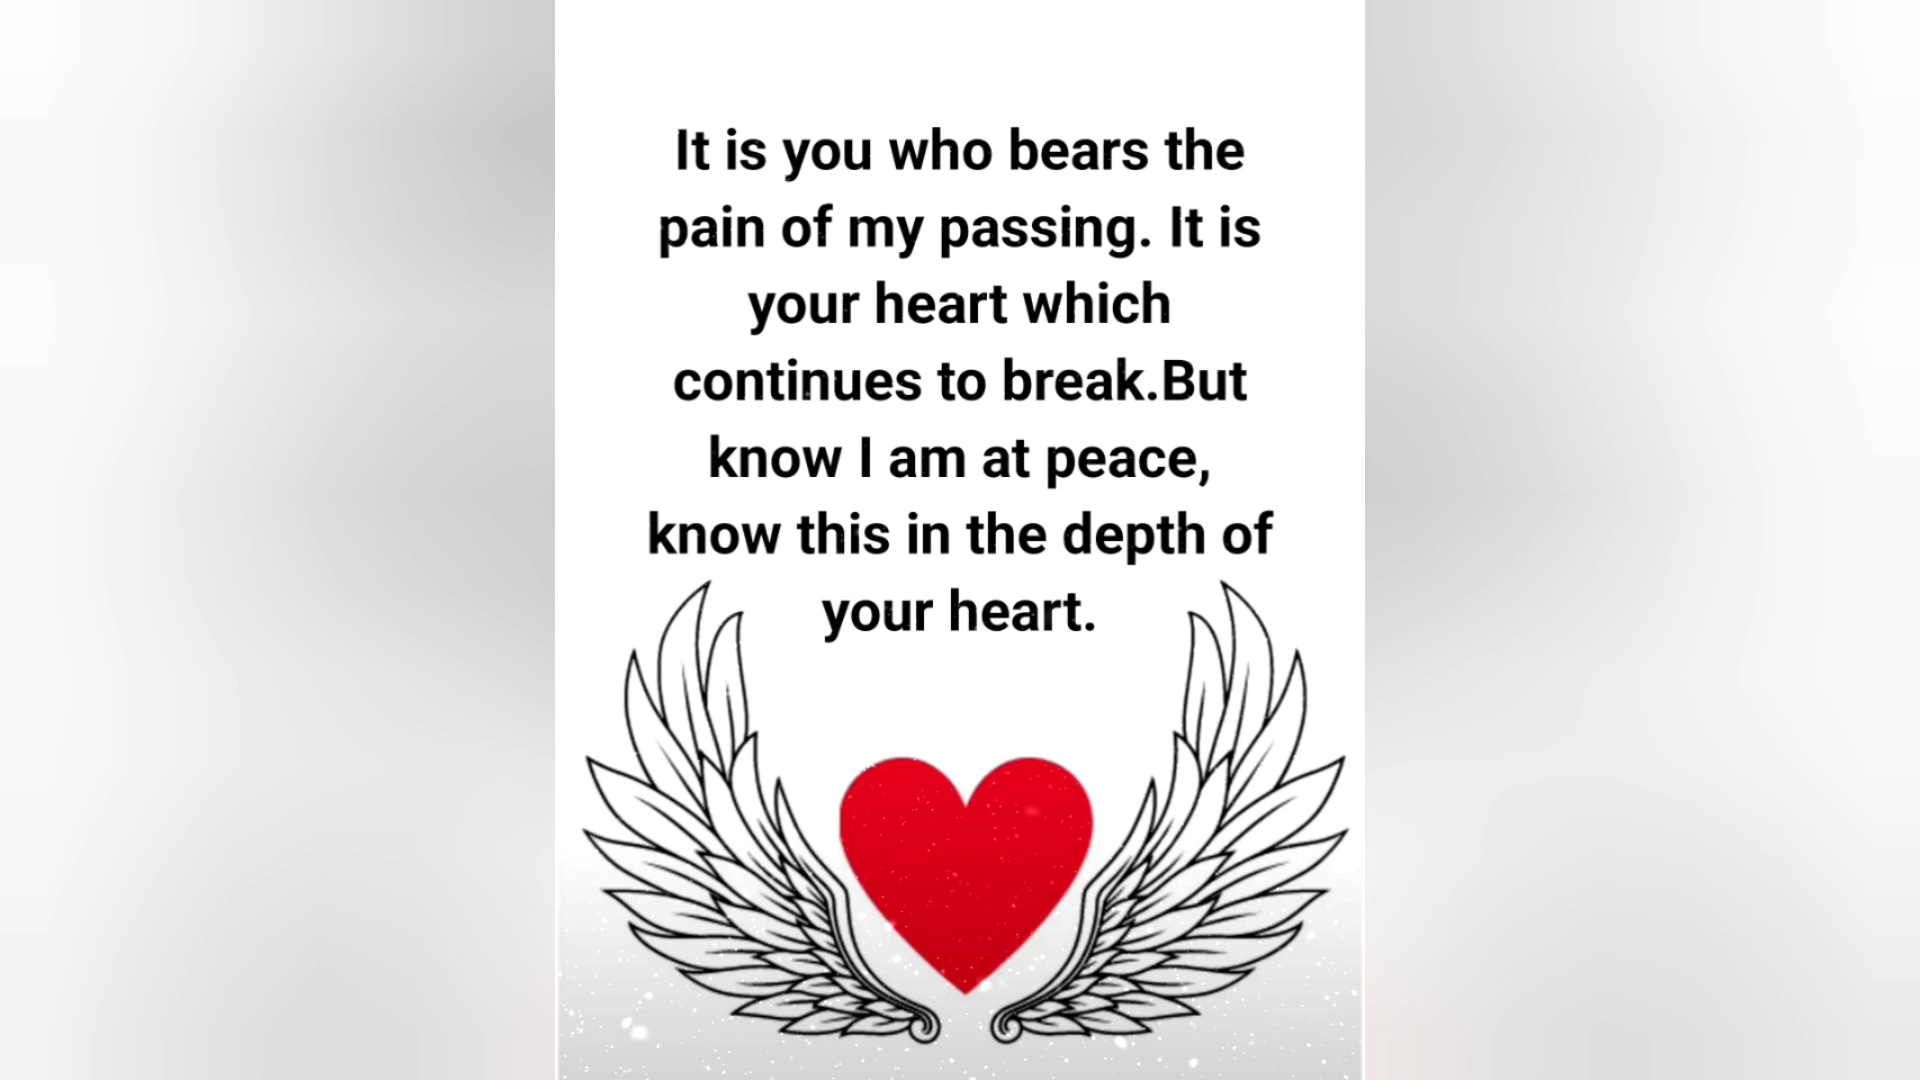 It is you who bears the
pain of my passing. It is
your heart which
continues to break.But
know I am at peace,
know this in the depth of
your heart.